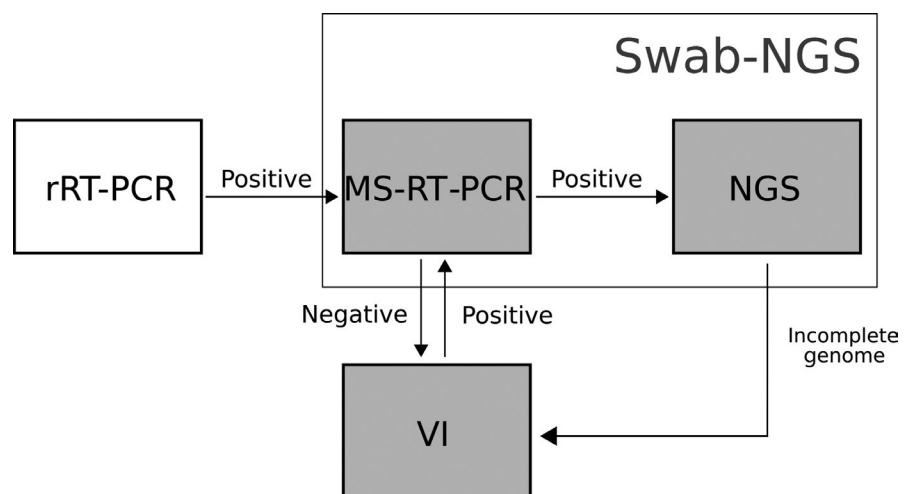 Swab-NGS
rRT-PCR
Positive
MS-RT-PCR
Positive
NGS
Negative
Positive
Incomplete
genome
VI